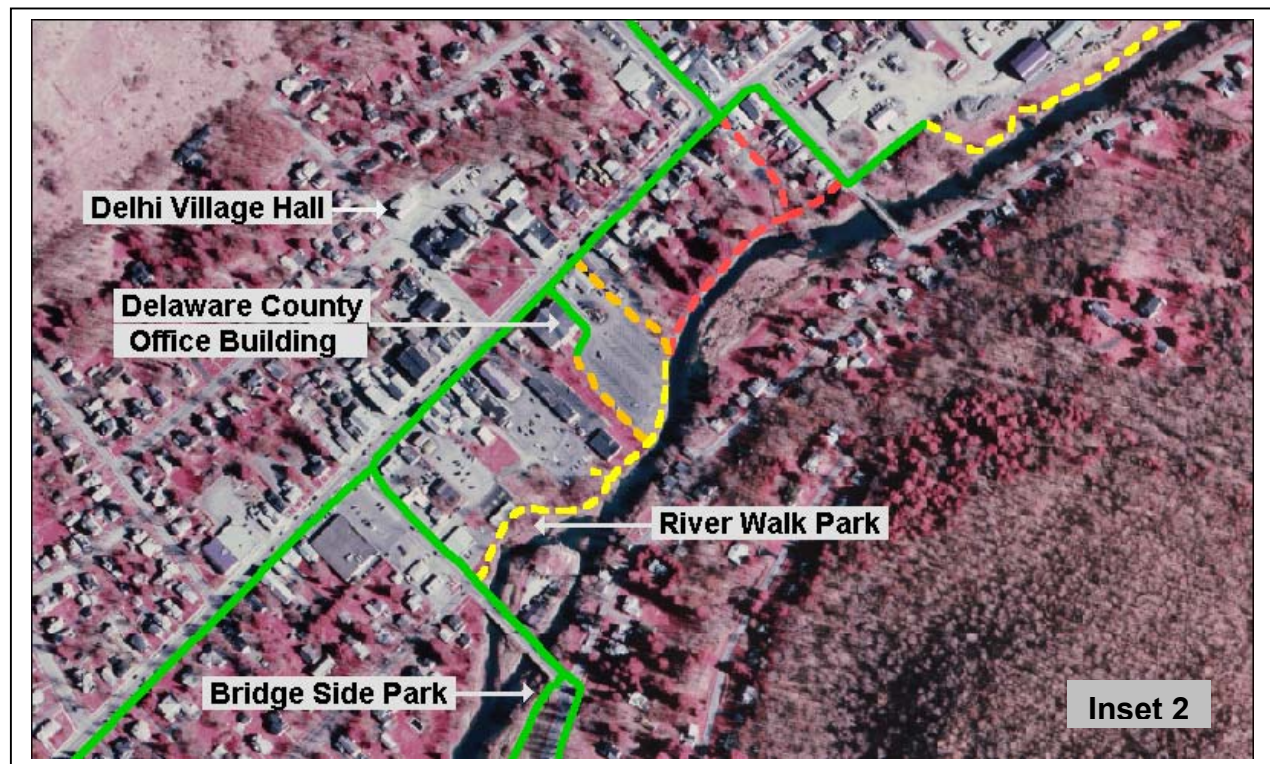 Delhi Village Hall
Delaware County
Office Building
River Walk Park
Bridge Side Park
Inset 2